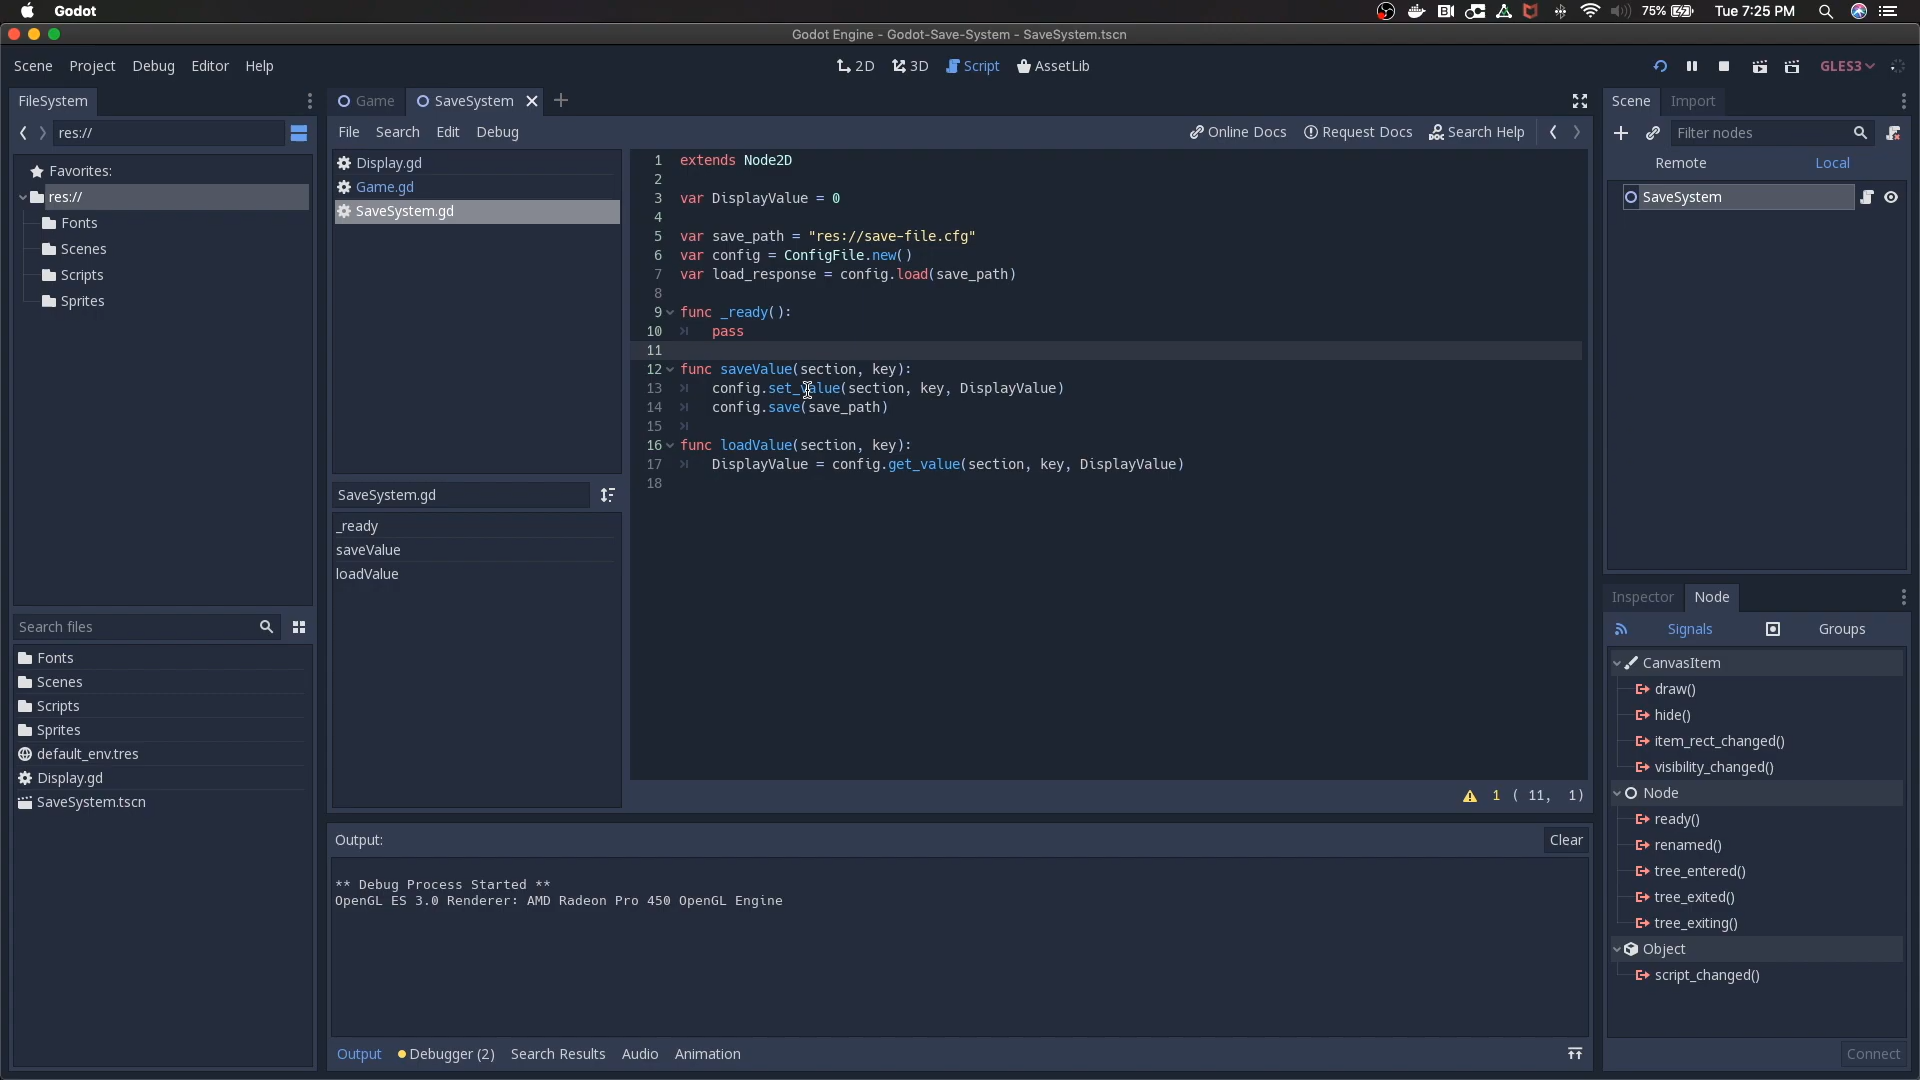 Godot
75%
Tue 7:25 PM
Godot Engine - Godot-Save-System - SaveSystem.tscn
Scene Project Debug Editor Help
2D 3D Script AssetLib
GLES3
FileSystem
res://
Favorites:
res://
Fonts
Scenes
Scripts
Sprites
Search files
Fonts
Scenes
Scripts
Sprites
default_env.tres
Display.gd
SaveSystem.tscn
Game SaveSystem
File Search Edit Debug
Online Docs Request Docs Search Help
Display.gd
Game.gd
SaveSystem.gd
SaveSystem.gd
_ready
saveValue
loadValue
1 extends Node2D
2
3 var DisplayValue = 0
4
5 var save_path = "res://save-file.cfg"
6 var config = ConfigFile.new()
7 var load_response = config.load(save_path)
8
9 func _ready():
10 pass
11
12 func saveValue(section, key):
13 config.set_value(section, key, DisplayValue)
14 config.save(save_path)
15
16 func loadValue(section, key):
17 DisplayValue = config.get_value(section, key, DisplayValue)
18
1 ( 11, 1)
Output:
Clear
** Debug Process Started **
OpenGL ES 3.0 Renderer: AMD Radeon Pro 450 OpenGL Engine
Output Debugger (2) Search Results Audio Animation
Scene Import
Filter nodes
Remote Local
SaveSystem
Inspector Node
Signals Groups
CanvasItem
draw()
hide()
item_rect_changed()
visibility_changed()
Node
ready()
renamed()
tree_entered()
tree_exited()
tree_exiting()
Object
script_changed()
Connect